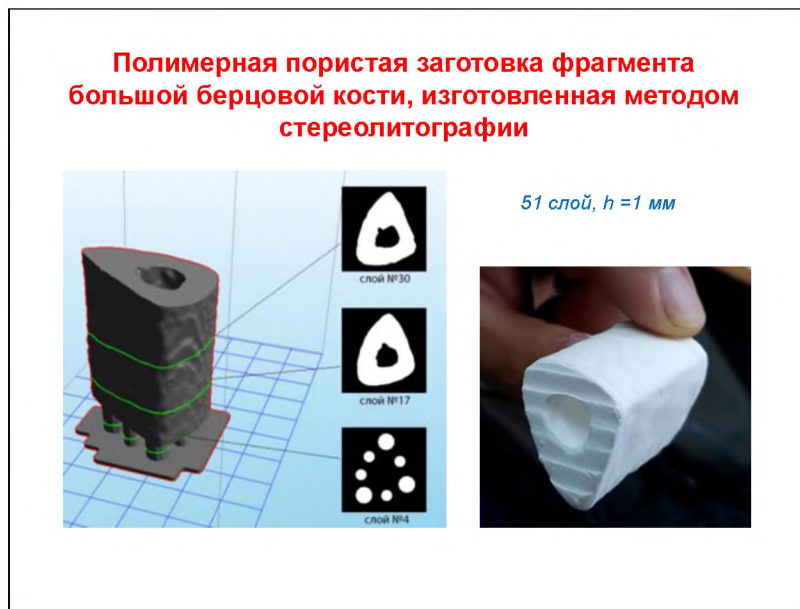 Полимерная пористая заготовка фрагмента
большой берцовой кости, изготовленная методом
стереолитографии
51 слой, h =1 мм
слой №30
слой №17
слой №4